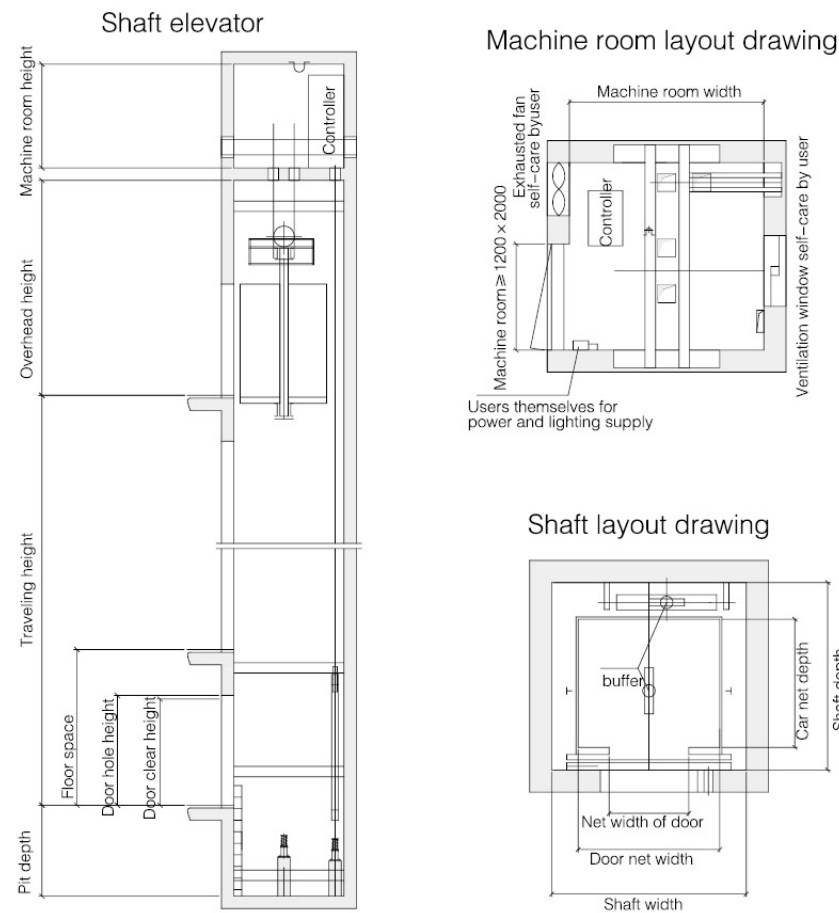 Shaft elevator
Machine room height
Controller
Overhead height
Traveling height
Floor space
Door hole height
Door clear height
Pit depth
Machine room layout drawing
Machine room width
Exhausted fan
self-care byuser
Controller
Machine room ≥ 1200 × 2000
Ventilation window self-care by user
Users themselves for
power and lighting supply
Shaft layout drawing
buffer
Car net depth
Shaft depth
Net width of door
Door net width
Shaft width